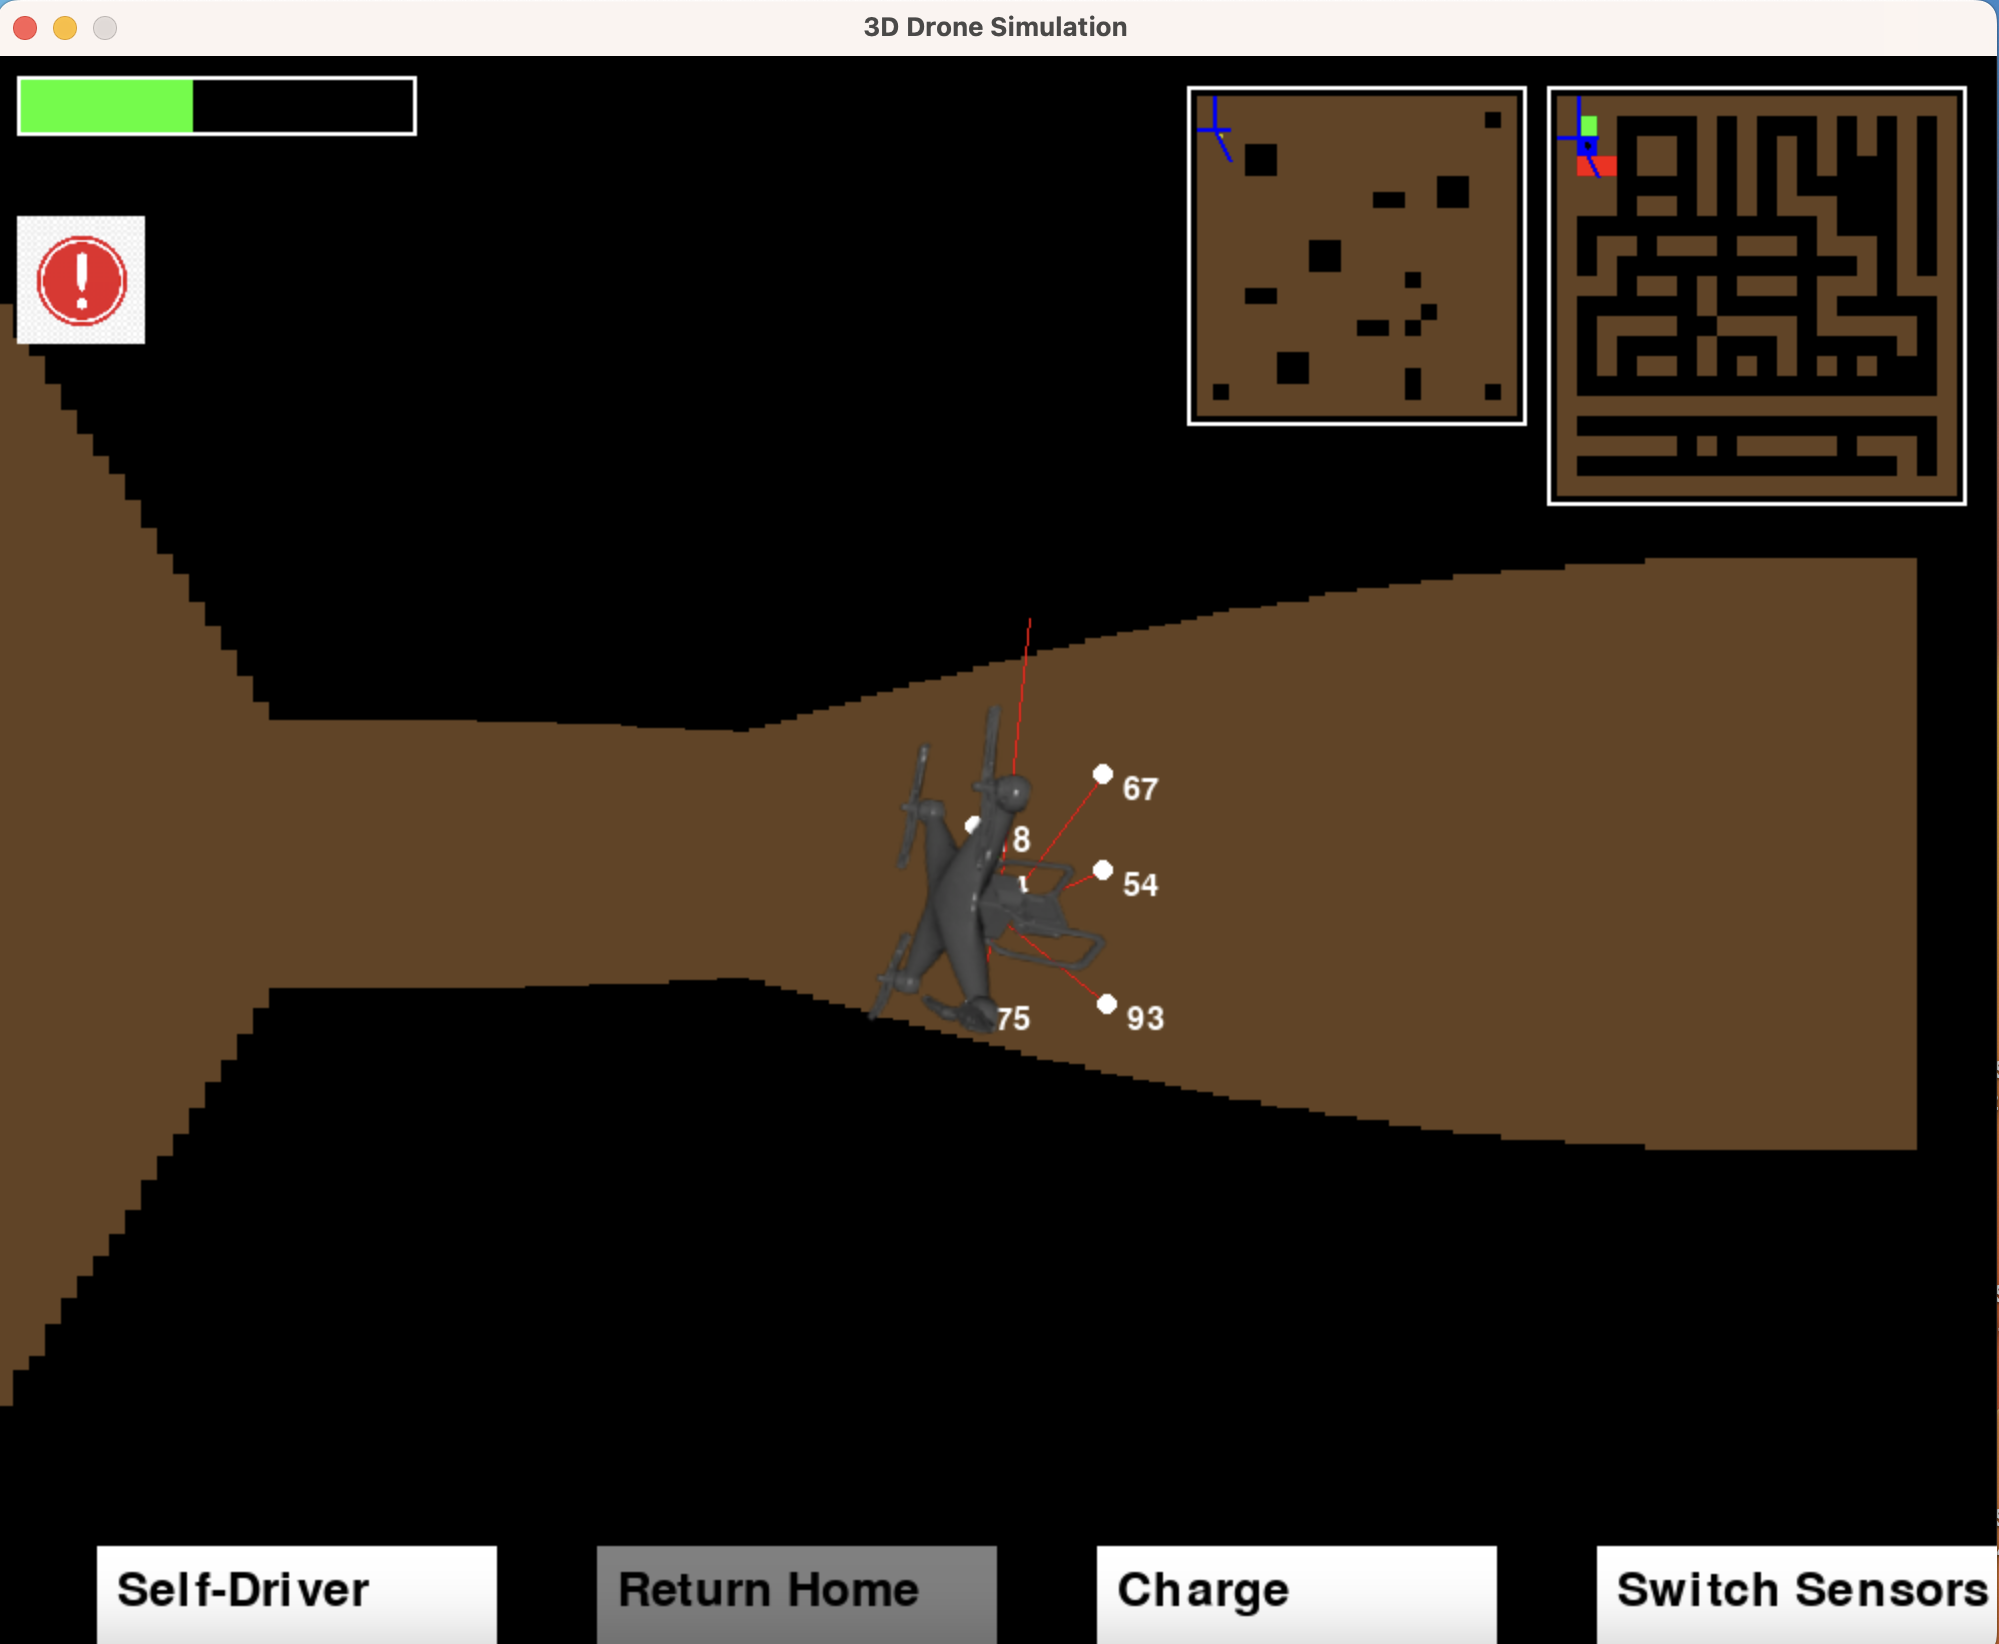 3D Drone Simulation
67
8
54
75
93
Self-Driver
Return Home
Charge
Switch Sensors